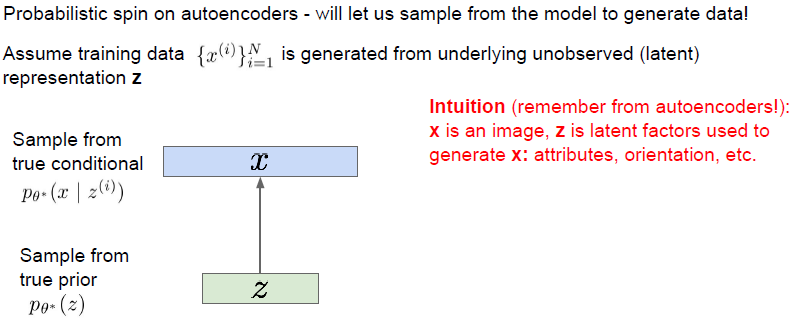 Probabilistic spin on autoencoders - will let us sample from the model to generate data!
Assume training data $\{x^{(i)}\}_{i=1}^{N}$ is generated from underlying unobserved (latent)
representation z
Intuition (remember from autoencoders!):
x is an image, z is latent factors used to
generate x: attributes, orientation, etc.
Sample from
true conditional
$p_{\theta^*}(x \mid z^{(i)})$
x
Sample from
true prior
$p_{\theta^*}(z)$
z